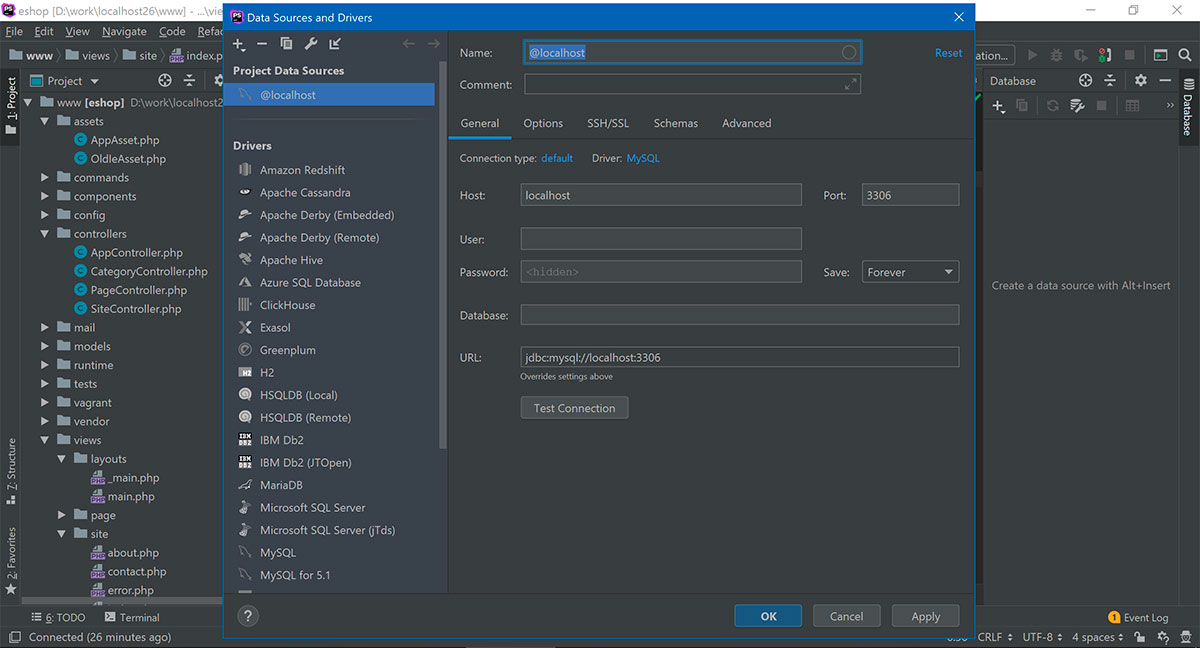 PS eshop [D:\work\localhost26\www] - ...\vie
File Edit View Navigate Code Refac
www views site index.p
1: Project
Project
www [eshop] D:\work\localhost2
assets
AppAsset.php
OldIeAsset.php
commands
components
config
controllers
AppController.php
CategoryController.php
PageController.php
SiteController.php
mail
models
runtime
tests
vagrant
vendor
views
layouts
_main.php
main.php
page
site
about.php
contact.php
error.php
7: Structure
2: Favorites
6: TODO Terminal
Connected (26 minutes ago)
PS Data Sources and Drivers
Project Data Sources
@localhost
Drivers
Amazon Redshift
Apache Cassandra
Apache Derby (Embedded)
Apache Derby (Remote)
Apache Hive
Azure SQL Database
ClickHouse
Exasol
Greenplum
H2 H2
HSQLDB (Local)
HSQLDB (Remote)
IBM DB2 IBM Db2
IBM DB2 IBM Db2 (JTOpen)
MariaDB
Microsoft SQL Server
Microsoft SQL Server (jTds)
MySQL
MySQL for 5.1
Name: @localhost Reset
Comment:
General Options SSH/SSL Schemas Advanced
Connection type: default Driver: MySQL
Host: localhost Port: 3306
User:
Password: <hidden> Save: Forever
Database:
URL: jdbc:mysql://localhost:3306
Overrides settings above
Test Connection
? OK Cancel Apply
ation...
Database
Database
Create a data source with Alt+Insert
1 Event Log
CRLF UTF-8 4 spaces